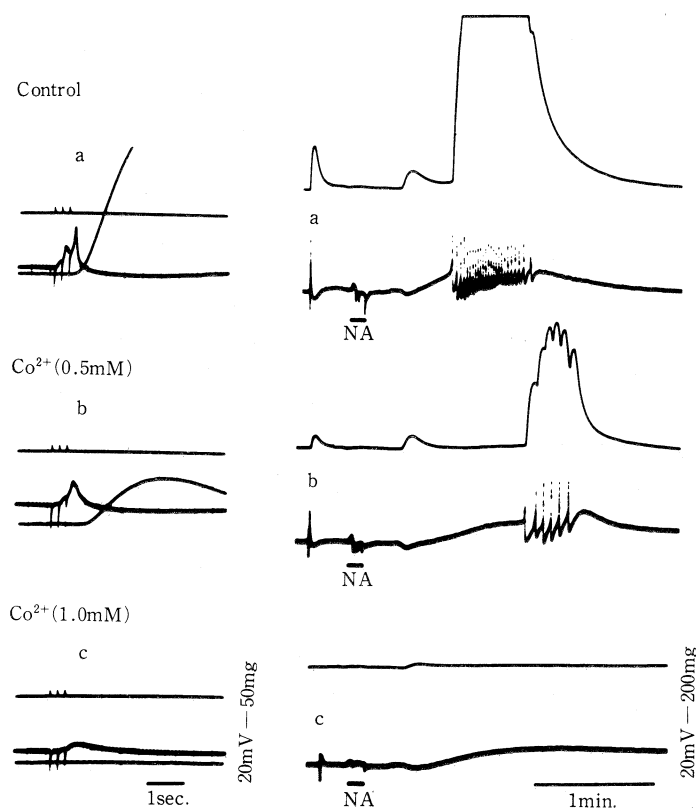 Control
a
a
NA
Co²⁺(0.5mM)
b
b
NA
Co²⁺(1.0mM)
c
20mV — 50mg
1sec.
c
NA
20mV — 200mg
1min.